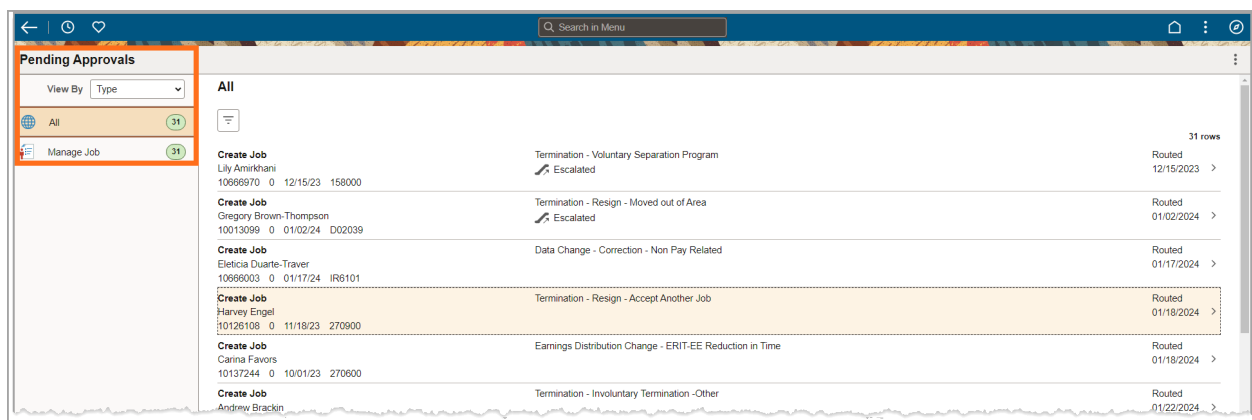 Search in Menu
Pending Approvals
View By Type
All 31
Manage Job 31
All
31 rows
Create Job Termination - Voluntary Separation Program Routed
Lily Amirkhani Escalated 12/15/2023
10666970 0 12/15/23 158000
Create Job Termination - Resign - Moved out of Area Routed
Gregory Brown-Thompson Escalated 01/02/2024
10013099 0 01/02/24 D02039
Create Job Data Change - Correction - Non Pay Related Routed
Eleticia Duarte-Traver 01/17/2024
10666003 0 01/17/24 IR6101
Create Job Termination - Resign - Accept Another Job Routed
Harvey Engel 01/18/2024
10126108 0 11/18/23 270900
Create Job Earnings Distribution Change - ERIT-EE Reduction in Time Routed
Carina Favors 01/18/2024
10137244 0 10/01/23 270600
Create Job Termination - Involuntary Termination -Other Routed
Andrew Brackin 01/22/2024